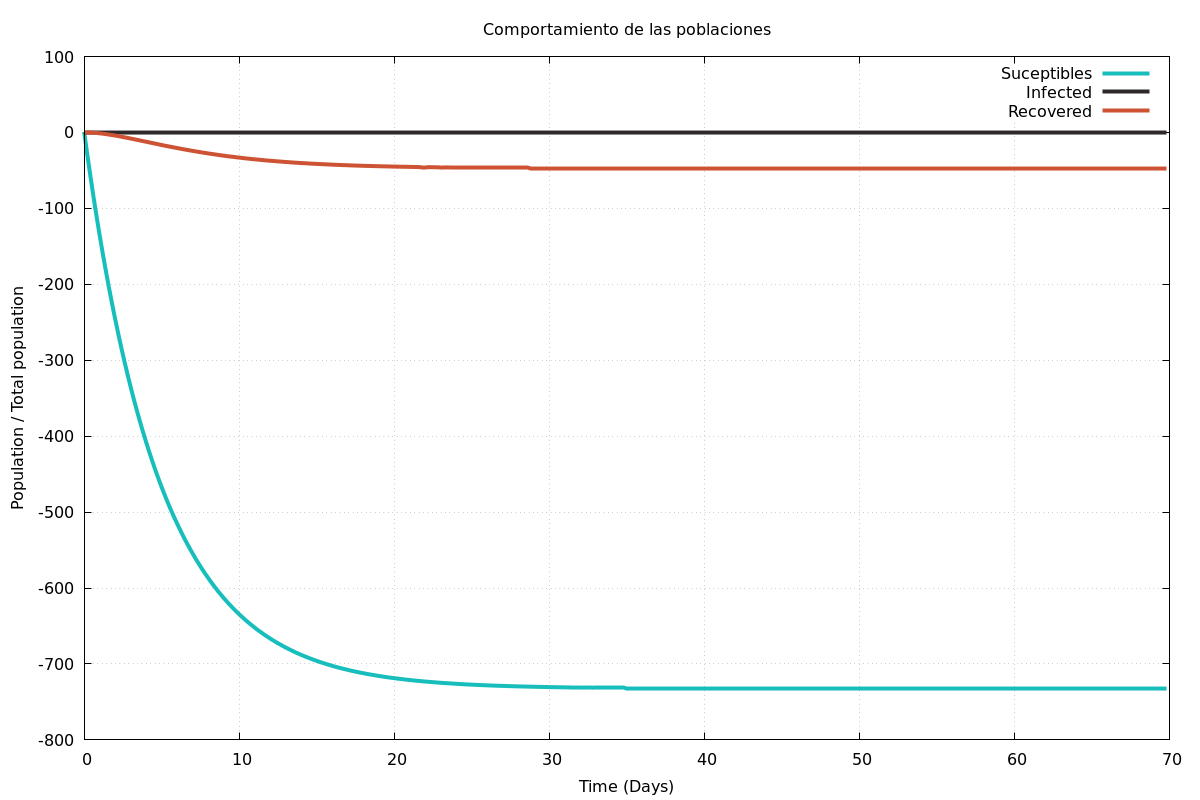 Comportamiento de las poblaciones
Suceptibles
Infected
Recovered
100
0
-100
-200
-300
-400
-500
-600
-700
-800
Population / Total population
0 10 20 30 40 50 60 70
Time (Days)